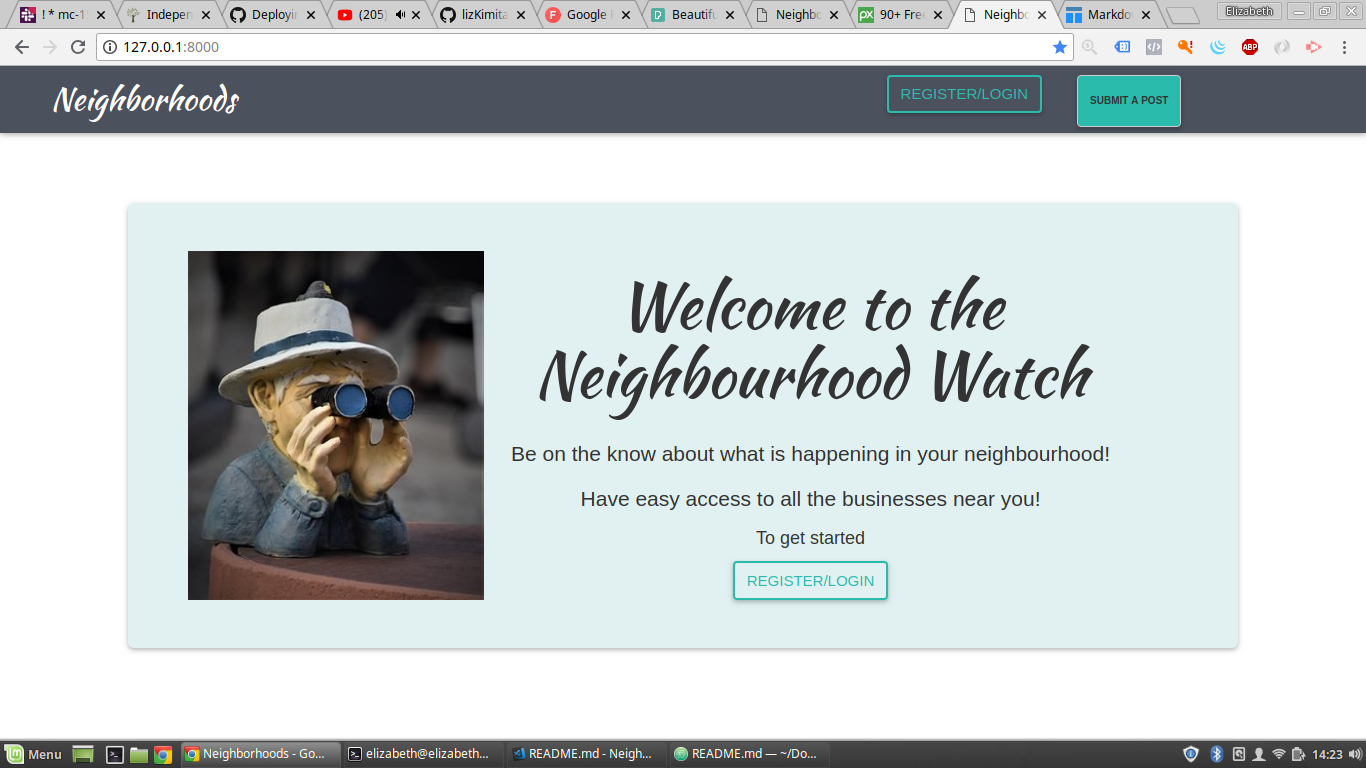 ! * mc-1
Indepen
Deployi
(205)
lizKimita
Google
Beautifu
Neighbo
90+ Fre
Neighbo
Markdo
Elizabeth
127.0.0.1:8000
ABP
Neighborhoods
REGISTER/LOGIN
SUBMIT A POST
Welcome to the
Neighbourhood Watch
Be on the know about what is happening in your neighbourhood!
Have easy access to all the businesses near you!
To get started
REGISTER/LOGIN
Menu
Neighborhoods - Go...
elizabeth@elizabeth...
README.md - Neigh...
README.md — ~/Do...
14:23